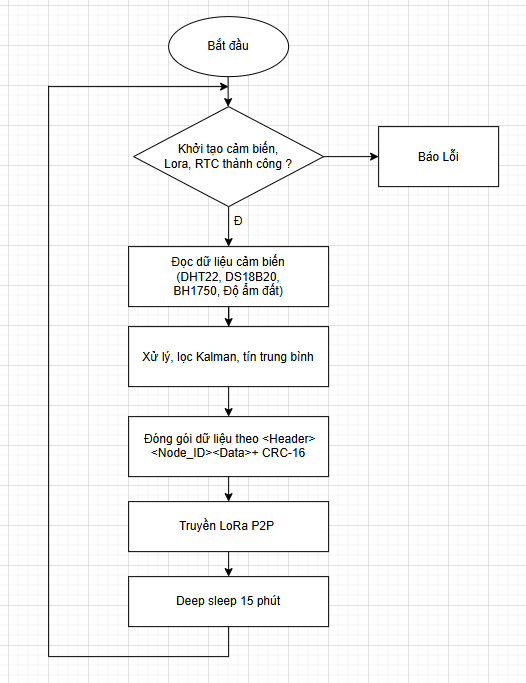 Bắt đầu
Khởi tạo cảm biến,
Lora, RTC thành công ?
Báo Lỗi
Đ
Đọc dữ liệu cảm biến
(DHT22, DS18B20,
BH1750, Độ ẩm đất)
Xử lý, lọc Kalman, tín trung bình
Đóng gói dữ liệu theo <Header>
<Node_ID><Data>+ CRC-16
Truyền LoRa P2P
Deep sleep 15 phút